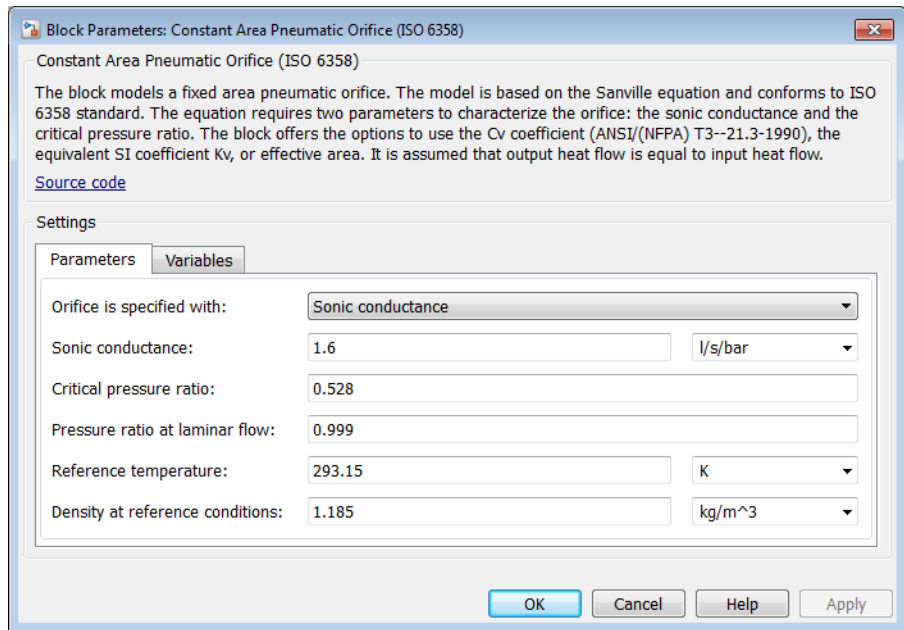 Block Parameters: Constant Area Pneumatic Orifice (ISO 6358)
Constant Area Pneumatic Orifice (ISO 6358)
The block models a fixed area pneumatic orifice. The model is based on the Sanville equation and conforms to ISO
6358 standard. The equation requires two parameters to characterize the orifice: the sonic conductance and the
critical pressure ratio. The block offers the options to use the Cv coefficient (ANSI/(NFPA) T3--21.3-1990), the
equivalent SI coefficient Kv, or effective area. It is assumed that output heat flow is equal to input heat flow.
Source code
Settings
Parameters Variables
Orifice is specified with: Sonic conductance
Sonic conductance: 1.6 l/s/bar
Critical pressure ratio: 0.528
Pressure ratio at laminar flow: 0.999
Reference temperature: 293.15 K
Density at reference conditions: 1.185 kg/m^3
OK Cancel Help Apply